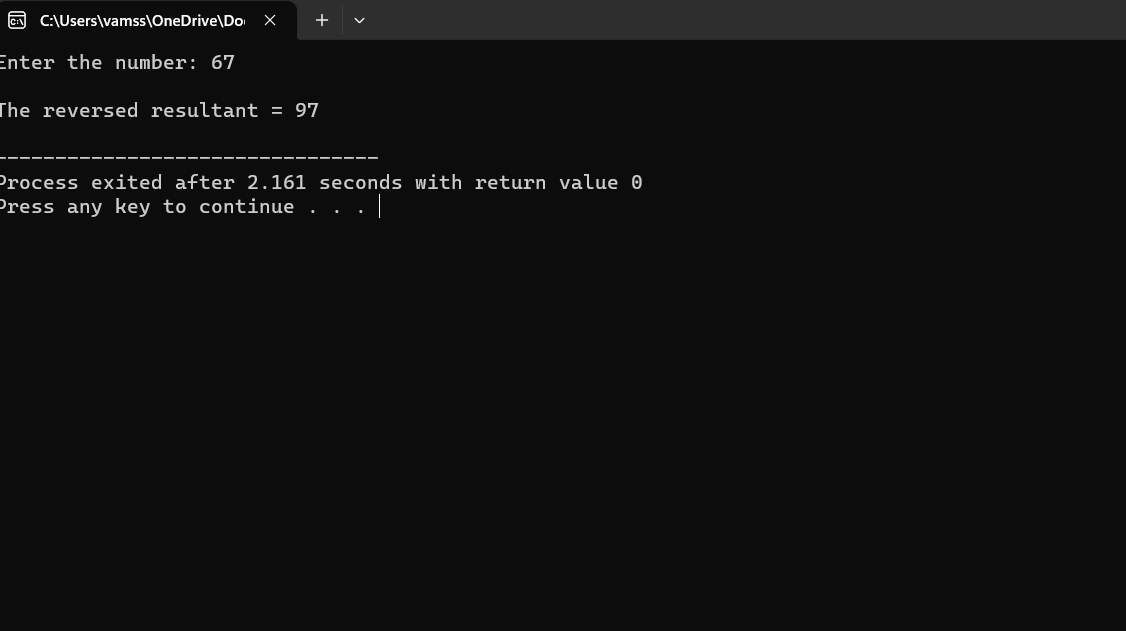 C:\Users\vamss\OneDrive\Do
Enter the number: 67
The reversed resultant = 97
--------------------------------
Process exited after 2.161 seconds with return value 0
Press any key to continue . . .